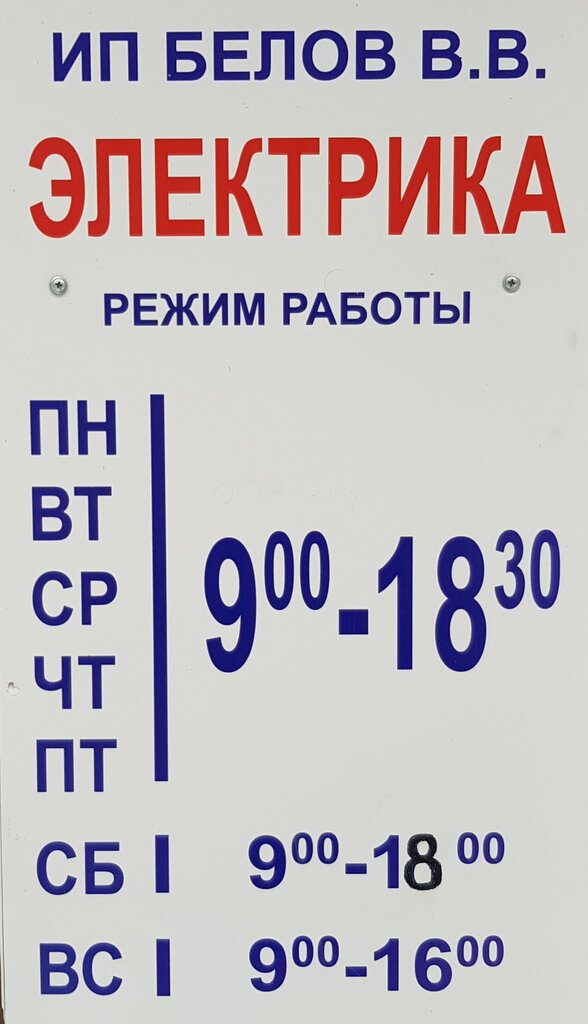 ИП БЕЛОВ В.В.
ЭЛЕКТРИКА
РЕЖИМ РАБОТЫ
ПН
ВТ
СР
ЧТ
ПТ
9⁰⁰-18³⁰
СБ 9⁰⁰-18⁰⁰
ВС 9⁰⁰-16⁰⁰